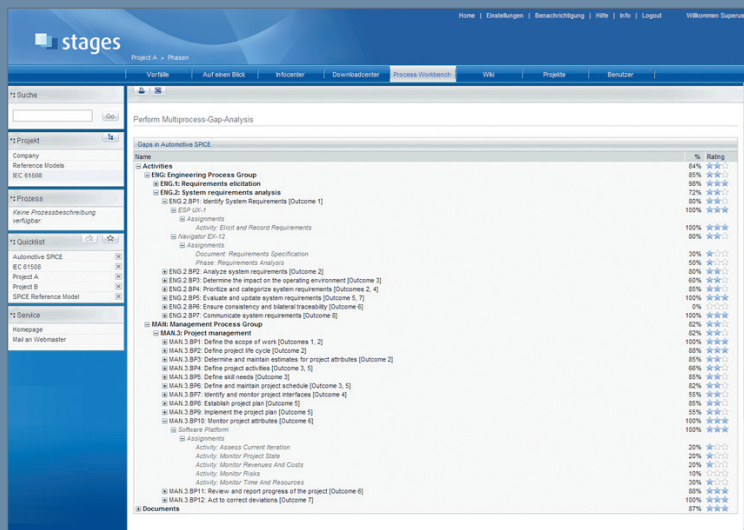 Home | Einstellungen | Benachrichtigung | Hilfe | Info | Logout Willkommen Superus
stages
Project A > Phasen
Vorfälle Auf einen Blick Infocenter Downloadcenter Process Workbench Wiki Projekte Benutzer
Suche
Go
Projekt
Company
Reference Models
IEC 61508
Prozess
Keine Prozessbeschreibung
verfügbar.
Quicklist
Automotive SPICE
IEC 61508
Project A
Project B
SPICE Reference Model
Service
Homepage
Mail an Webmaster
Perform Multiprocess-Gap-Analysis
Gaps in Automotive SPICE
Name % Rating
Activities 84%
ENG: Engineering Process Group 85%
ENG.1: Requirements elicitation 98%
ENG.2: System requirements analysis 72%
ENG.2.BP1: Identify System Requirements [Outcome 1] 80%
ESP UX-1 100%
Assignments
Activity: Elicit and Record Requirements 100%
Navigator EX-12 80%
Assignments
Document: Requirements Specification 30%
Phase: Requirements Analysis 50%
ENG.2.BP2: Analyze system requirements [Outcome 2] 80%
ENG.2.BP3: Determine the impact on the operating environment [Outcome 3] 60%
ENG.2.BP4: Prioritize and categorize system requirements [Outcomes 2, 4] 85%
ENG.2.BP5: Evaluate and update system requirements [Outcome 5, 7] 100%
ENG.2.BP6: Ensure consistency and bilateral traceability [Outcome 6] 0%
ENG.2.BP7: Communicate system requirements [Outcome 8] 100%
MAN: Management Process Group 82%
MAN.3: Project management 82%
MAN.3.BP1: Define the scope of work [Outcomes 1, 2] 100%
MAN.3.BP2: Define project life cycle [Outcome 2] 88%
MAN.3.BP3: Determine and maintain estimates for project attributes [Outcome 2] 85%
MAN.3.BP4: Define project activities [Outcome 3, 5] 66%
MAN.3.BP5: Define skill needs [Outcome 3] 85%
MAN.3.BP6: Define and maintain project schedule [Outcome 3, 5] 82%
MAN.3.BP7: Identify and monitor project interfaces [Outcome 4] 55%
MAN.3.BP8: Establish project plan [Outcome 5] 85%
MAN.3.BP9: Implement the project plan [Outcome 5] 55%
MAN.3.BP10: Monitor project attributes [Outcome 6] 100%
Software Platform 100%
Assignments
Activity: Assess Current Iteration 20%
Activity: Monitor Project State 20%
Activity: Monitor Revenues And Costs 20%
Activity: Monitor Risks 10%
Activity: Monitor Time And Resources 30%
MAN.3.BP11: Review and report progress of the project [Outcome 6] 88%
MAN.3.BP12: Act to correct deviations [Outcome 7] 100%
Documents 87%